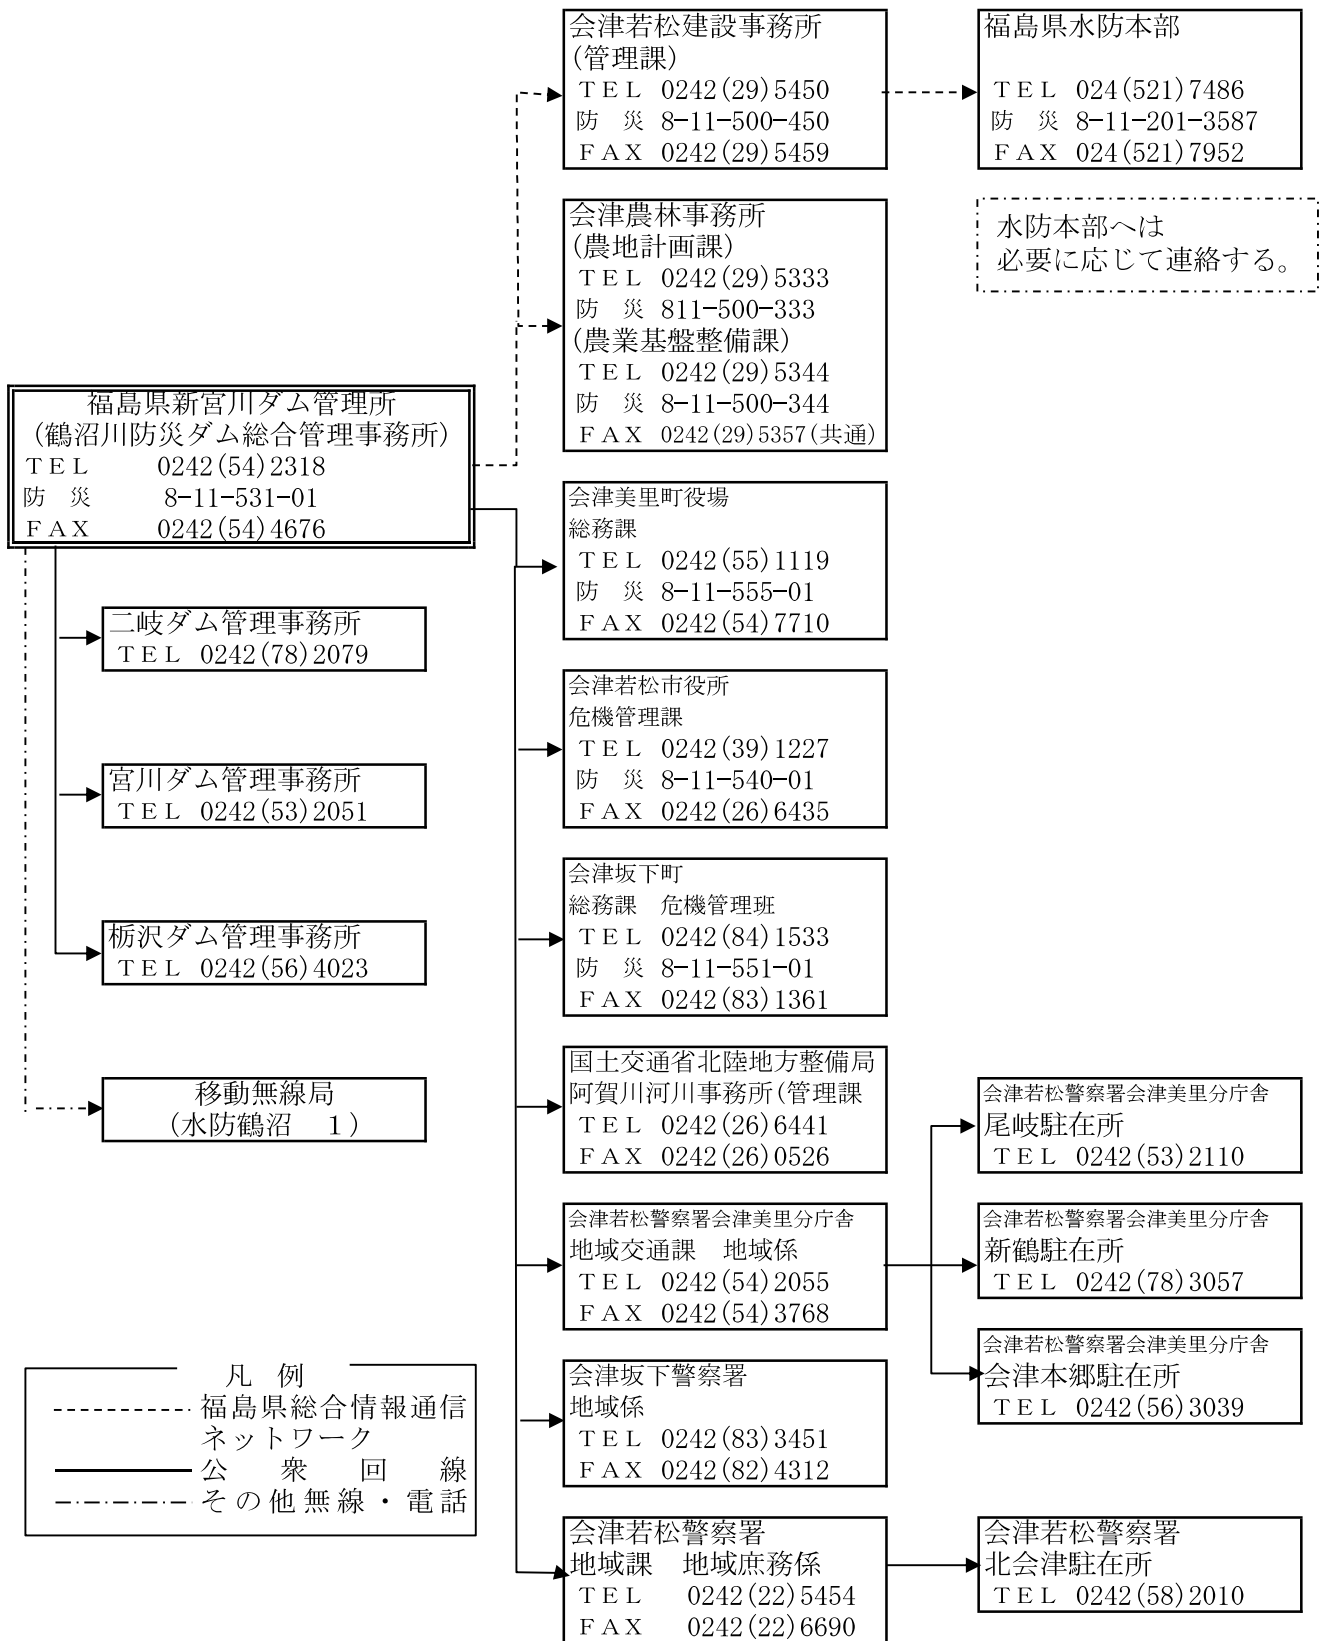 会津若松建設事務所
(管理課)
ＴＥＬ 0242(29)5450
防　災 8-11-500-450
ＦＡＸ 0242(29)5459
福島県水防本部
ＴＥＬ 024(521)7486
防　災 8-11-201-3587
ＦＡＸ 024(521)7952
水防本部へは
必要に応じて連絡する。
会津農林事務所
(農地計画課)
ＴＥＬ 0242(29)5333
防　災 811-500-333
(農業基盤整備課)
ＴＥＬ 0242(29)5344
防　災 8-11-500-344
ＦＡＸ 0242(29)5357(共通)
福島県新宮川ダム管理所
(鶴沼川防災ダム総合管理事務所)
ＴＥＬ 0242(54)2318
防　災 8-11-531-01
ＦＡＸ 0242(54)4676
二岐ダム管理事務所
ＴＥＬ 0242(78)2079
宮川ダム管理事務所
ＴＥＬ 0242(53)2051
栃沢ダム管理事務所
ＴＥＬ 0242(56)4023
移動無線局
(水防鶴沼　１)
会津美里町役場
総務課
ＴＥＬ 0242(55)1119
防　災 8-11-555-01
ＦＡＸ 0242(54)7710
会津若松市役所
危機管理課
ＴＥＬ 0242(39)1227
防　災 8-11-540-01
ＦＡＸ 0242(26)6435
会津坂下町
総務課　危機管理班
ＴＥＬ 0242(84)1533
防　災 8-11-551-01
ＦＡＸ 0242(83)1361
国土交通省北陸地方整備局
阿賀川河川事務所(管理課
ＴＥＬ 0242(26)6441
ＦＡＸ 0242(26)0526
会津若松警察署会津美里分庁舎
地域交通課　地域係
ＴＥＬ 0242(54)2055
ＦＡＸ 0242(54)3768
会津若松警察署会津美里分庁舎
尾岐駐在所
ＴＥＬ 0242(53)2110
会津若松警察署会津美里分庁舎
新鶴駐在所
ＴＥＬ 0242(78)3057
会津若松警察署会津美里分庁舎
会津本郷駐在所
ＴＥＬ 0242(56)3039
会津坂下警察署
地域係
ＴＥＬ 0242(83)3451
ＦＡＸ 0242(82)4312
会津若松警察署
地域課　地域庶務係
ＴＥＬ 0242(22)5454
ＦＡＸ 0242(22)6690
会津若松警察署
北会津駐在所
ＴＥＬ 0242(58)2010
凡　例
福島県総合情報通信
ネットワーク
公　衆　回　線
その他無線・電話